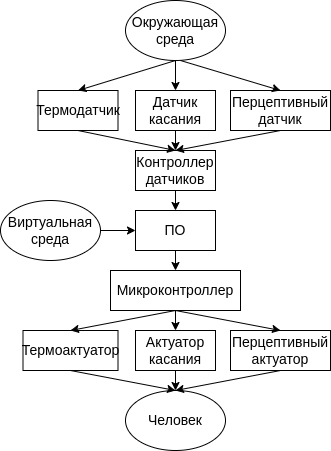 Окружающая
среда
Термодатчик
Датчик
касания
Перцептивный
датчик
Контроллер
датчиков
Виртуальная
среда
ПО
Микроконтроллер
Термоактуатор
Актуатор
касания
Перцептивный
актуатор
Человек